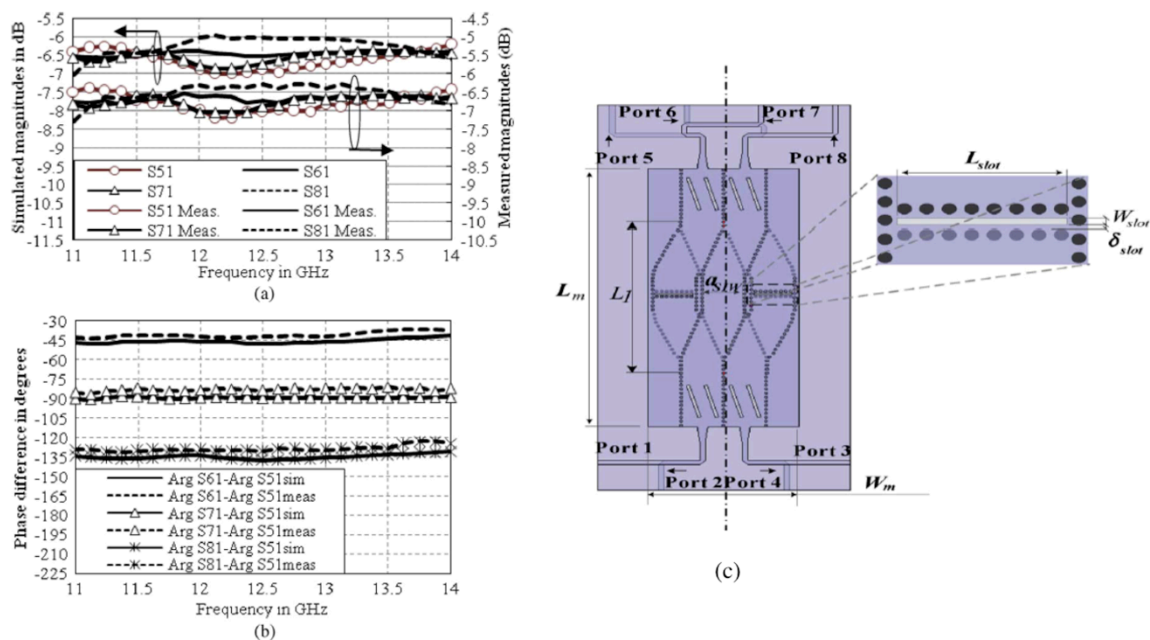 Simulated magnitudes in dB
-5.5
-6
-6.5
-7
-7.5
-8
-8.5
-9
-9.5
-10
-10.5
-11
-11.5
-4.5
-5
-5.5
-6
-6.5
-7
-7.5
-8
-8.5
-9
-9.5
-10
-10.5
Measured magnitudes (dB)
S51 S61
S71 S81
S51 Meas. S61 Meas.
S71 Meas. S81 Meas.
11 11.5 12 12.5 13 13.5 14
Frequency in GHz
(a)
Phase difference in degrees
-30
-45
-60
-75
-90
-105
-120
-135
-150
-165
-180
-195
-210
-225
Arg S61-Arg S51sim
Arg S61-Arg S51meas
Arg S71-Arg S51sim
Arg S71-Arg S51meas
Arg S81-Arg S51sim
Arg S81-Arg S51meas
11 11.5 12 12.5 13 13.5 14
Frequency in GHz
(b)
Port 6 Port 7
Port 5 Port 8
Lslot
Wslot
δslot
aSIW
Lm
L1
Port 1 Port 3
Port 2 Port 4
Wm
(c)